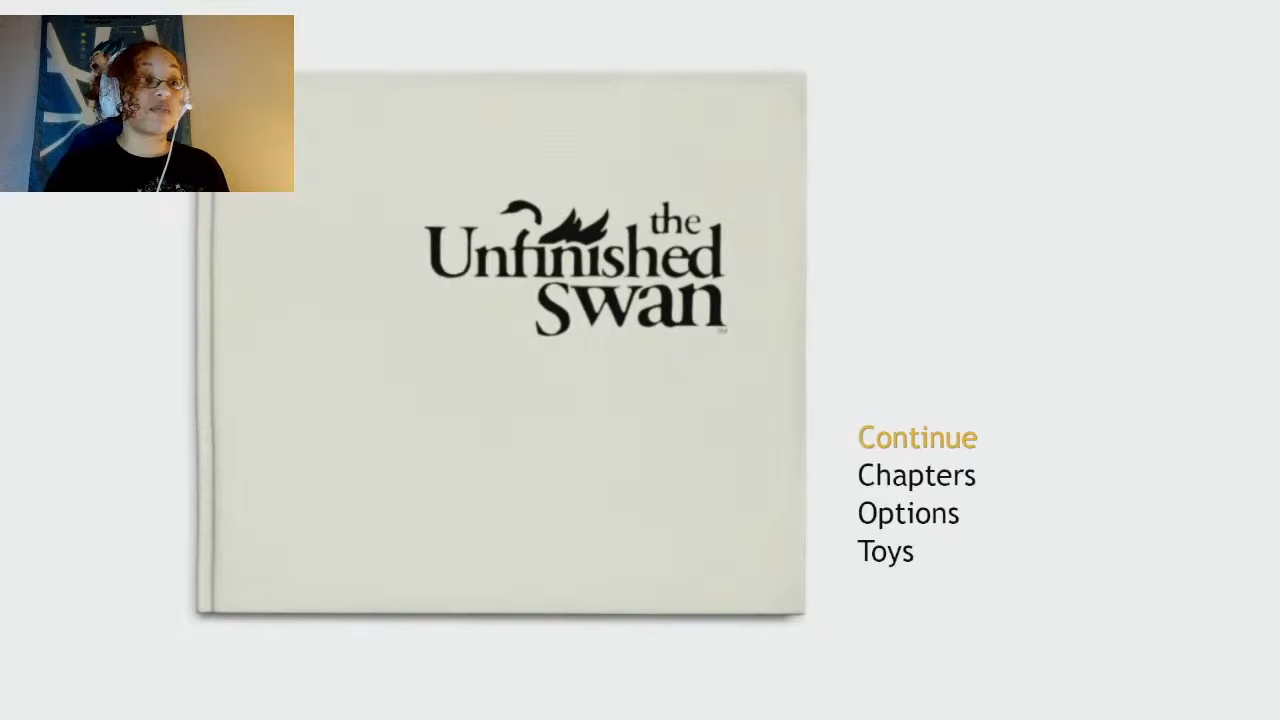 the
Unfinished
swan
Continue
Chapters
Options
Toys